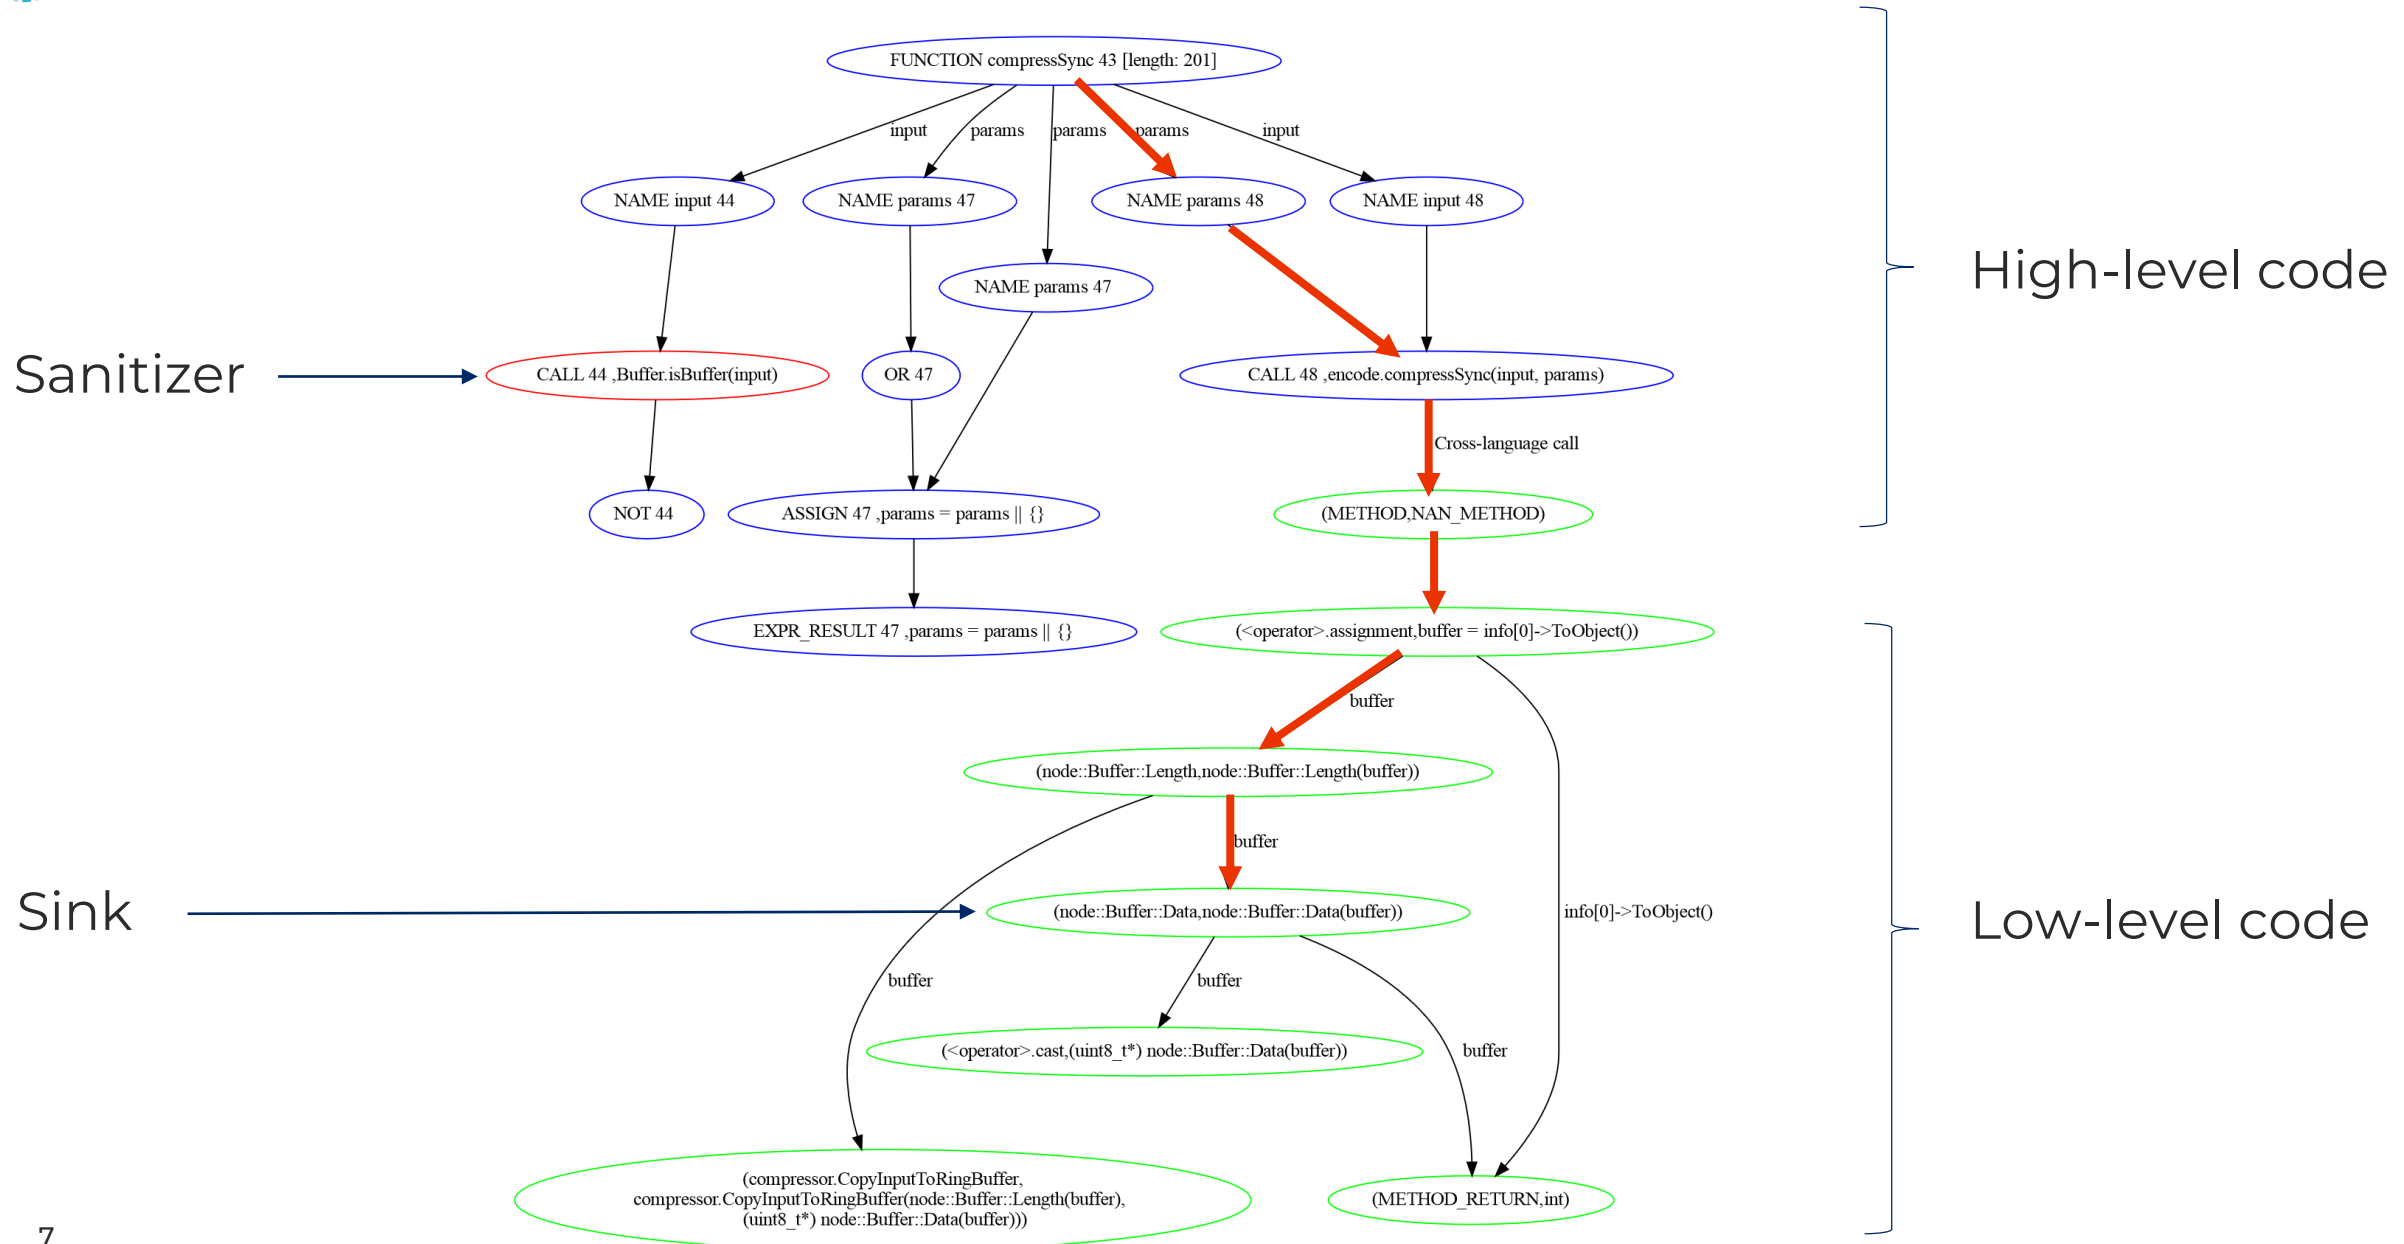 FUNCTION compressSync 43 [length: 201]
input
params
params
params
input
NAME input 44
NAME params 47
NAME params 48
NAME input 48
NAME params 47
High-level code
Sanitizer
CALL 44 ,Buffer.isBuffer(input)
OR 47
CALL 48 ,encode.compressSync(input, params)
Cross-language call
NOT 44
ASSIGN 47 ,params = params || {}
(METHOD,NAN_METHOD)
EXPR_RESULT 47 ,params = params || {}
(<operator>.assignment,buffer = info[0]->ToObject())
buffer
(node::Buffer::Length,node::Buffer::Length(buffer))
buffer
Sink
(node::Buffer::Data,node::Buffer::Data(buffer))
info[0]->ToObject()
Low-level code
buffer
buffer
buffer
(<operator>.cast,(uint8_t*) node::Buffer::Data(buffer))
(compressor.CopyInputToRingBuffer,
compressor.CopyInputToRingBuffer(node::Buffer::Length(buffer),
(uint8_t*) node::Buffer::Data(buffer)))
(METHOD_RETURN,int)
7